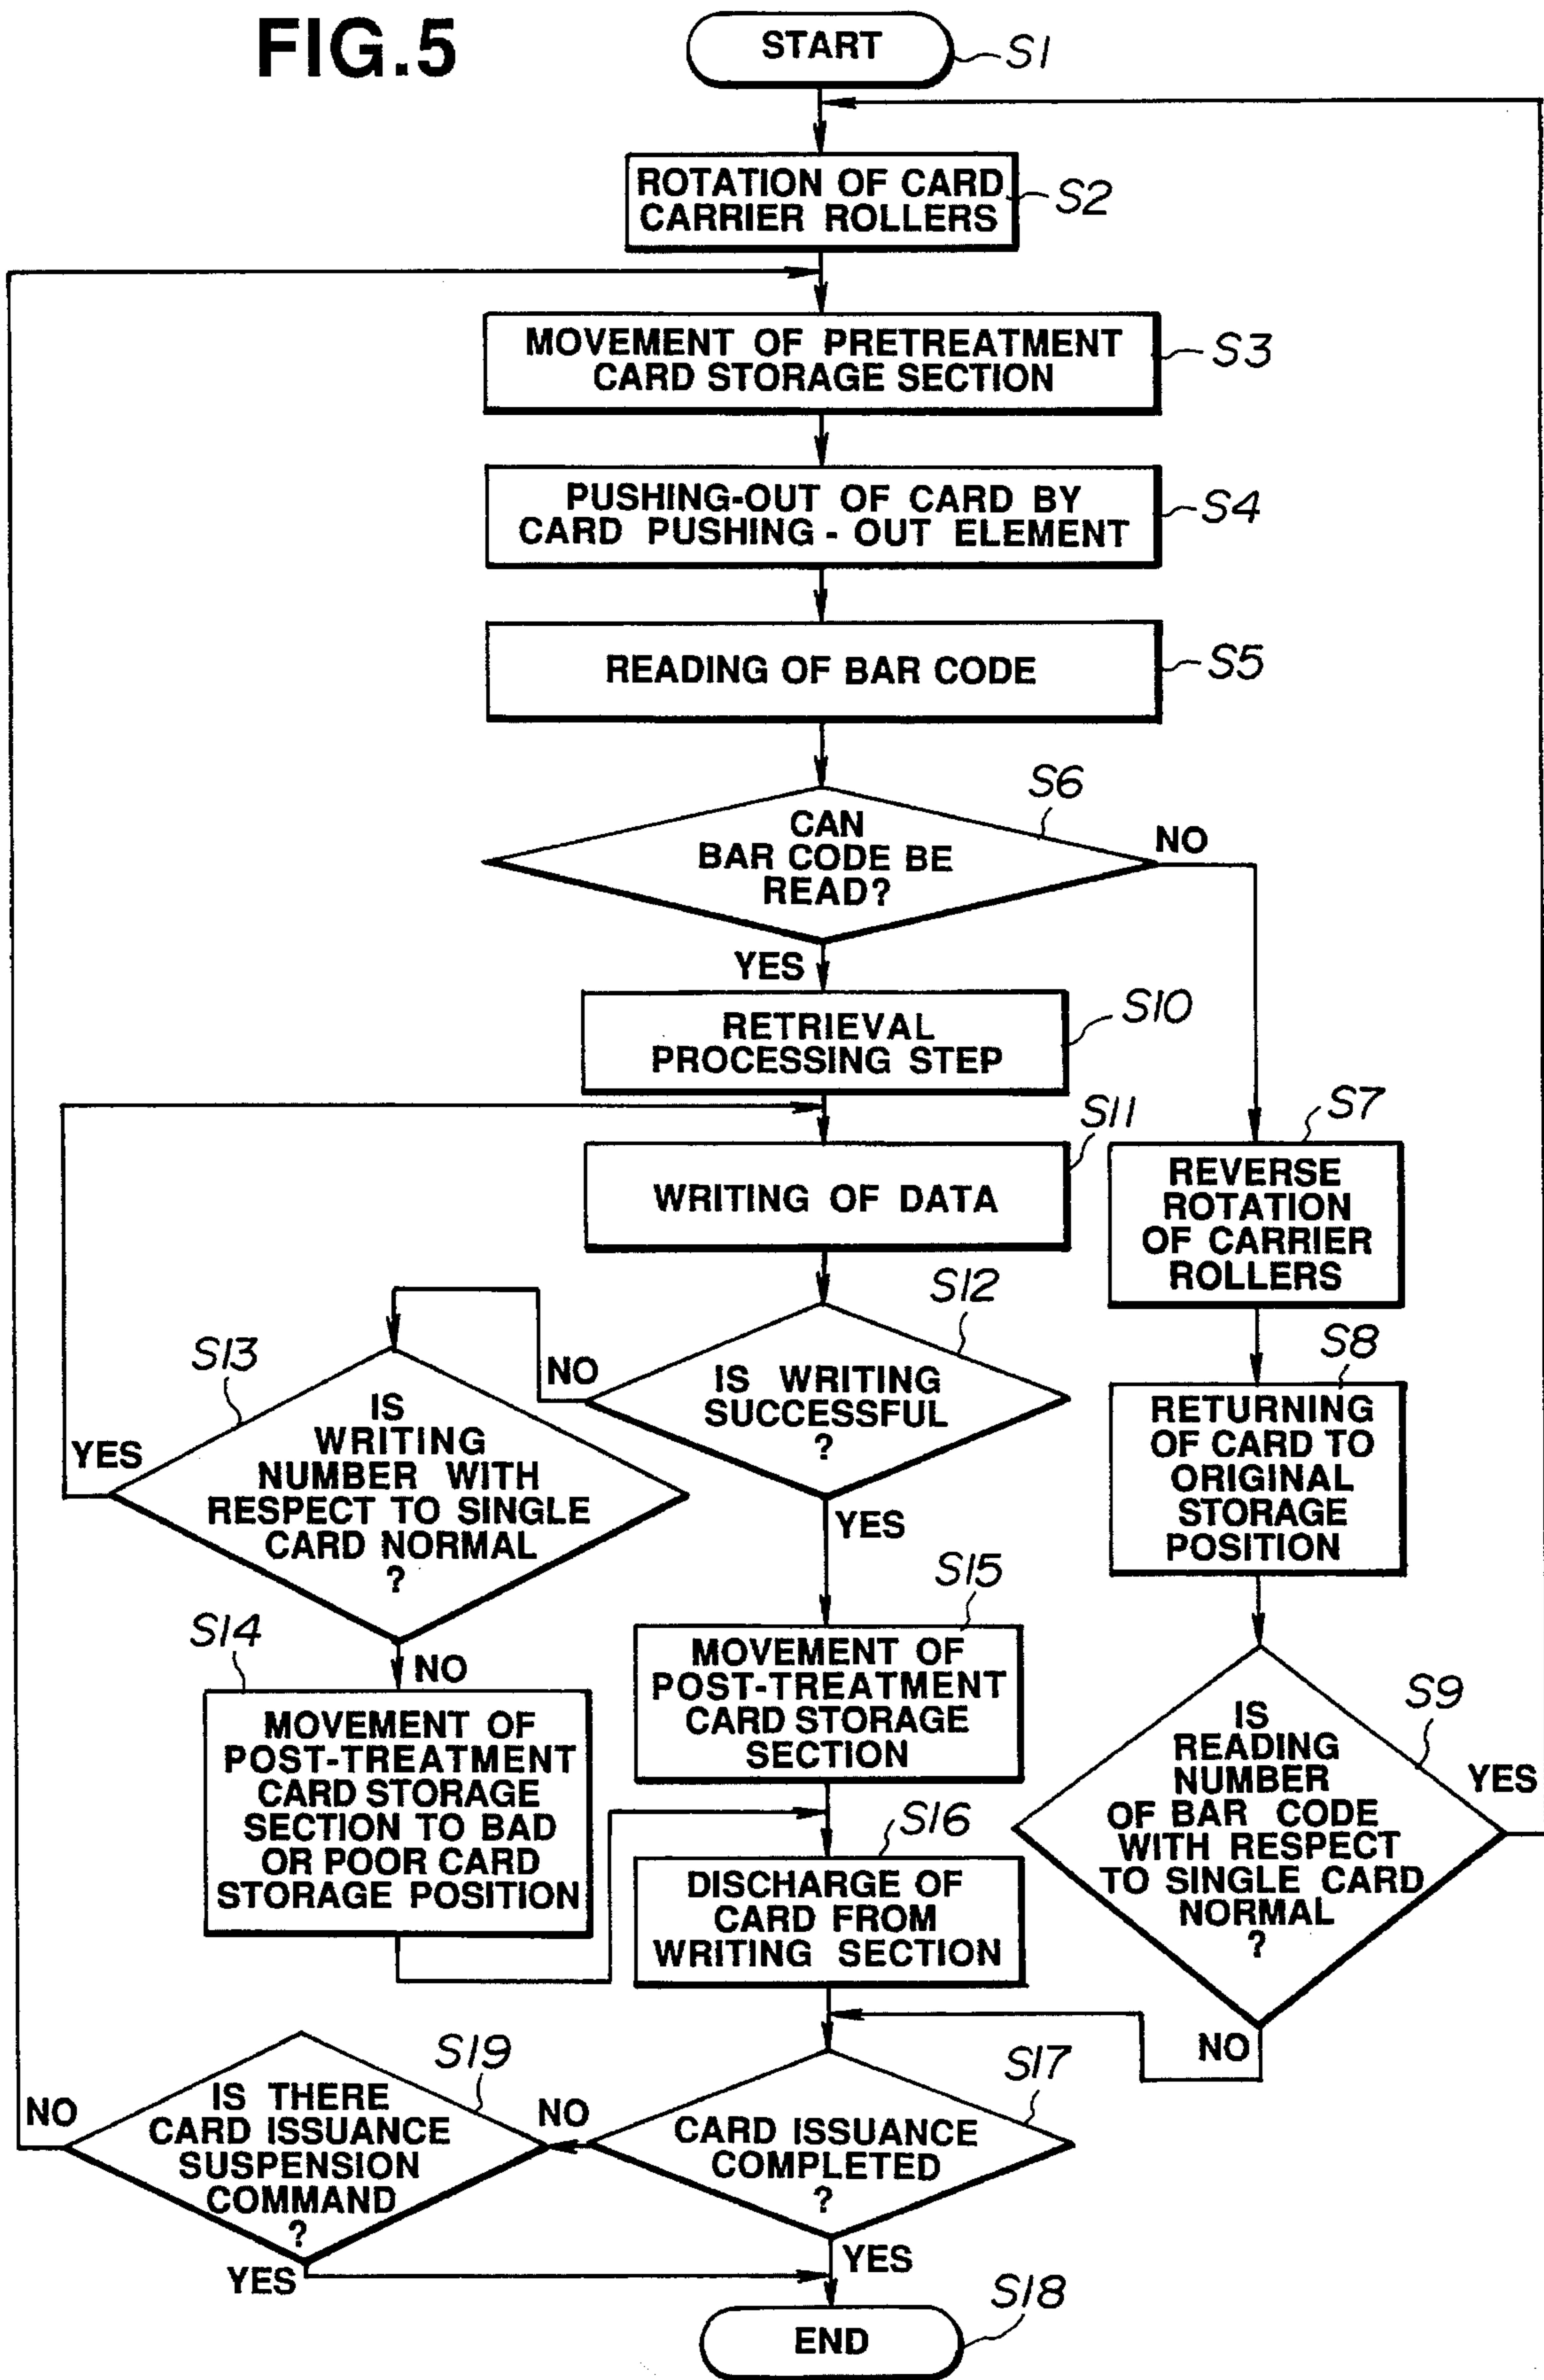 FIG.5
START
S1
ROTATION OF CARD
CARRIER ROLLERS
S2
MOVEMENT OF PRETREATMENT
CARD STORAGE SECTION
S3
PUSHING-OUT OF CARD BY
CARD PUSHING - OUT ELEMENT
S4
READING OF BAR CODE
S5
S6
CAN
BAR CODE BE
READ?
NO
YES
RETRIEVAL
PROCESSING STEP
S10
S11
WRITING OF DATA
S7
REVERSE
ROTATION
OF CARRIER
ROLLERS
S12
IS WRITING
SUCCESSFUL
?
NO
YES
S13
IS
WRITING
NUMBER WITH
RESPECT TO SINGLE
CARD NORMAL
?
YES
NO
S8
RETURNING
OF CARD TO
ORIGINAL
STORAGE
POSITION
S14
MOVEMENT OF
POST-TREATMENT
CARD STORAGE
SECTION TO BAD
OR POOR CARD
STORAGE POSITION
S15
MOVEMENT OF
POST-TREATMENT
CARD STORAGE
SECTION
S9
IS
READING
NUMBER
OF BAR CODE
WITH RESPECT
TO SINGLE CARD
NORMAL
?
YES
NO
S16
DISCHARGE OF
CARD FROM
WRITING SECTION
S17
CARD ISSUANCE
COMPLETED
?
NO
YES
S19
IS THERE
CARD ISSUANCE
SUSPENSION
COMMAND
?
NO
YES
S18
END